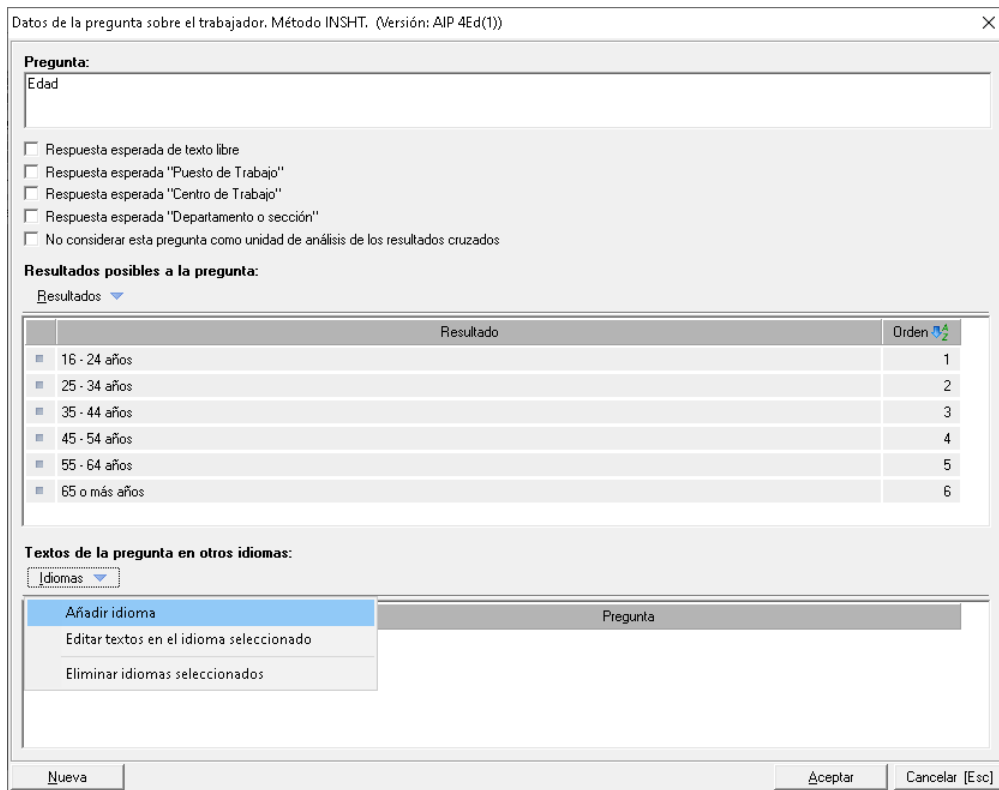 Datos de la pregunta sobre el trabajador. Método INSHT. (Versión: AIP 4Ed(1))
Pregunta:
Edad
Respuesta esperada de texto libre
Respuesta esperada "Puesto de Trabajo"
Respuesta esperada "Centro de Trabajo"
Respuesta esperada "Departamento o sección"
No considerar esta pregunta como unidad de análisis de los resultados cruzados
Resultados posibles a la pregunta:
Resultados
Resultado Orden
16 - 24 años 1
25 - 34 años 2
35 - 44 años 3
45 - 54 años 4
55 - 64 años 5
65 o más años 6
Textos de la pregunta en otros idiomas:
Idiomas
Añadir idioma Pregunta
Editar textos en el idioma seleccionado
Eliminar idiomas seleccionados
Nueva Aceptar Cancelar [Esc]